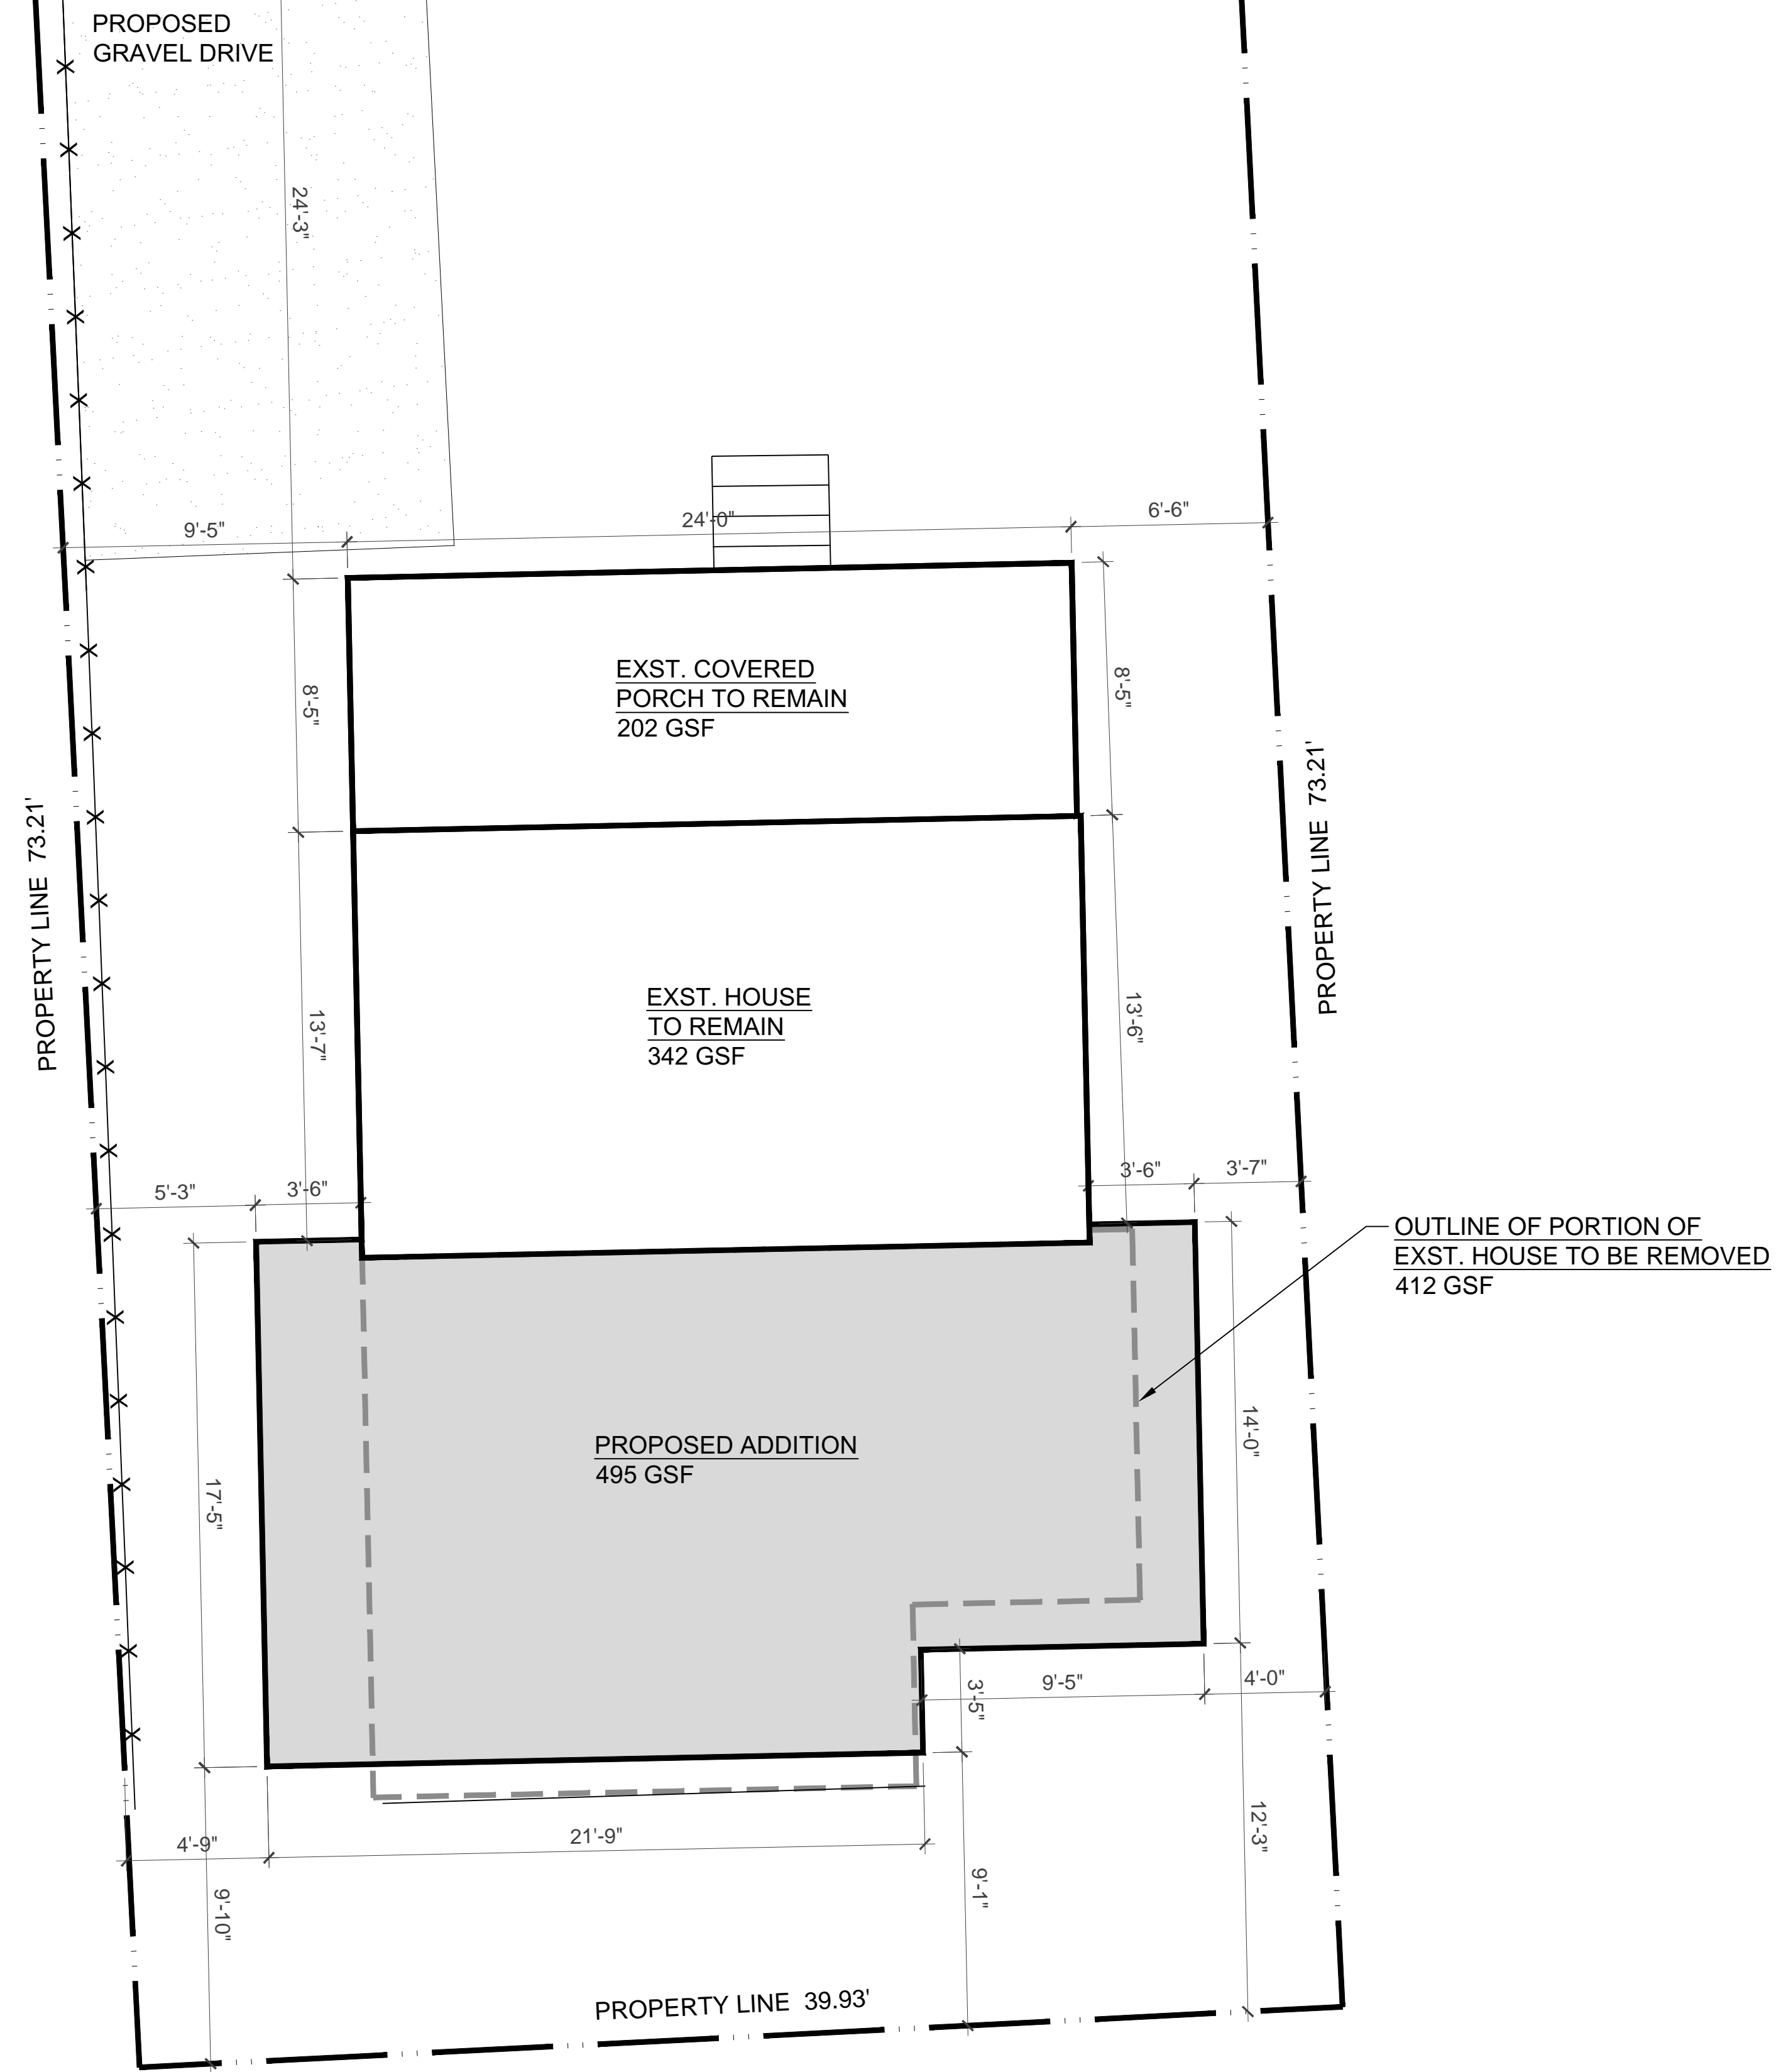 PROPOSED
GRAVEL DRIVE
24'-3"
9'-5"
24'-0"
6'-6"
8'-5"
EXST. COVERED
PORCH TO REMAIN
202 GSF
8'-5"
PROPERTY LINE 73.21'
PROPERTY LINE 73.21'
13'-7"
EXST. HOUSE
TO REMAIN
342 GSF
13'-6"
5'-3"
3'-6"
3'-6"
3'-7"
OUTLINE OF PORTION OF
EXST. HOUSE TO BE REMOVED
412 GSF
17'-5"
PROPOSED ADDITION
495 GSF
14'-0"
3'-5"
9'-5"
4'-0"
4'-9"
21'-9"
12'-3"
9'-10"
9'-1"
PROPERTY LINE 39.93'